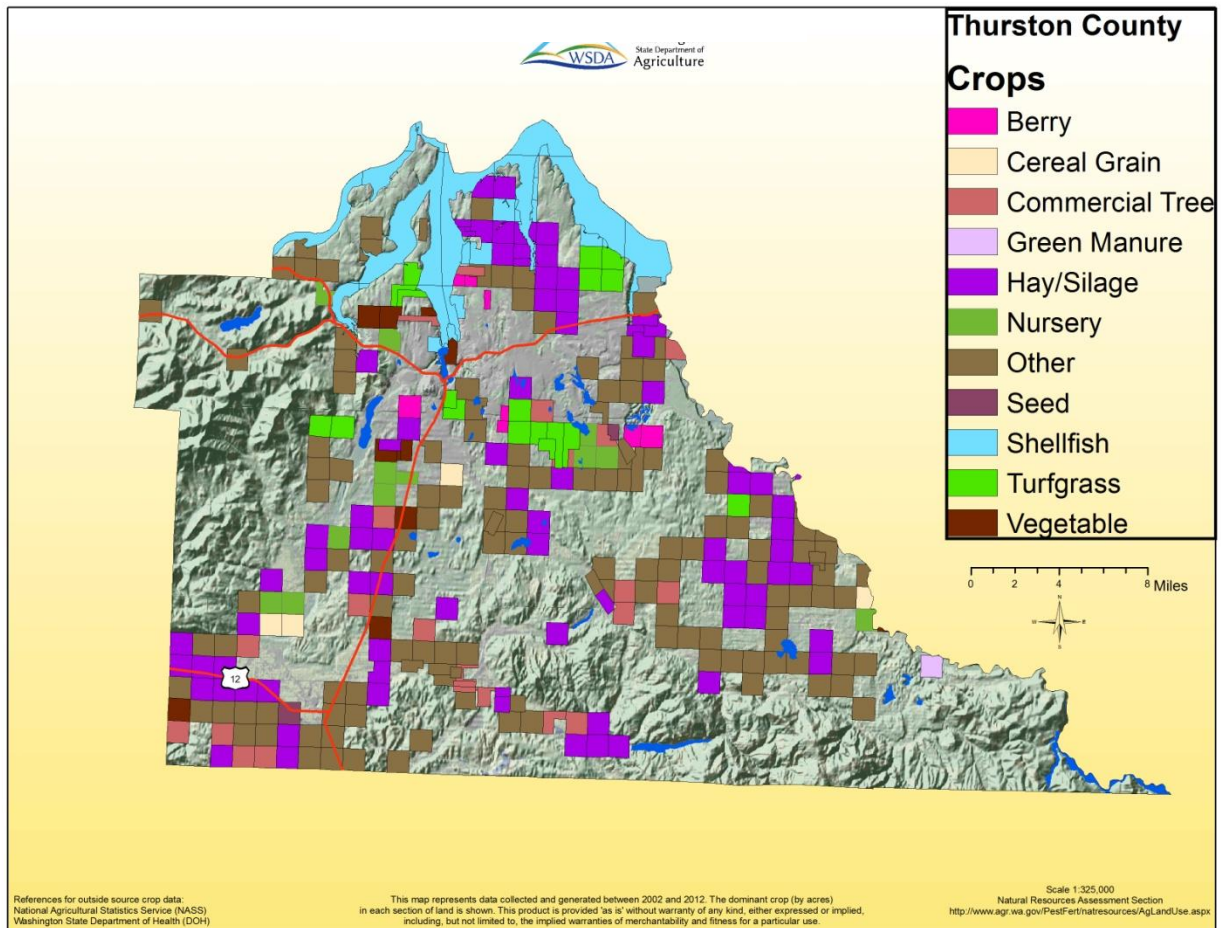 State Department of
Agriculture
WSDA
Thurston County
Crops
Berry
Cereal Grain
Commercial Tree
Green Manure
Hay/Silage
Nursery
Other
Seed
Shellfish
Turfgrass
Vegetable
0 2 4 8 Miles
N
W E
S
12
References for outside source crop data:
National Agricultural Statistics Service (NASS)
Washington State Department of Health (DOH)
This map represents data collected and generated between 2002 and 2012. The dominant crop (by acres)
in each section of land is shown. This product is provided 'as is' without warranty of any kind, either expressed or implied,
including, but not limited to, the implied warranties of merchantability and fitness for a particular use.
Scale 1:325,000
Natural Resources Assessment Section
http://www.agr.wa.gov/PestFert/natresources/AgLandUse.aspx